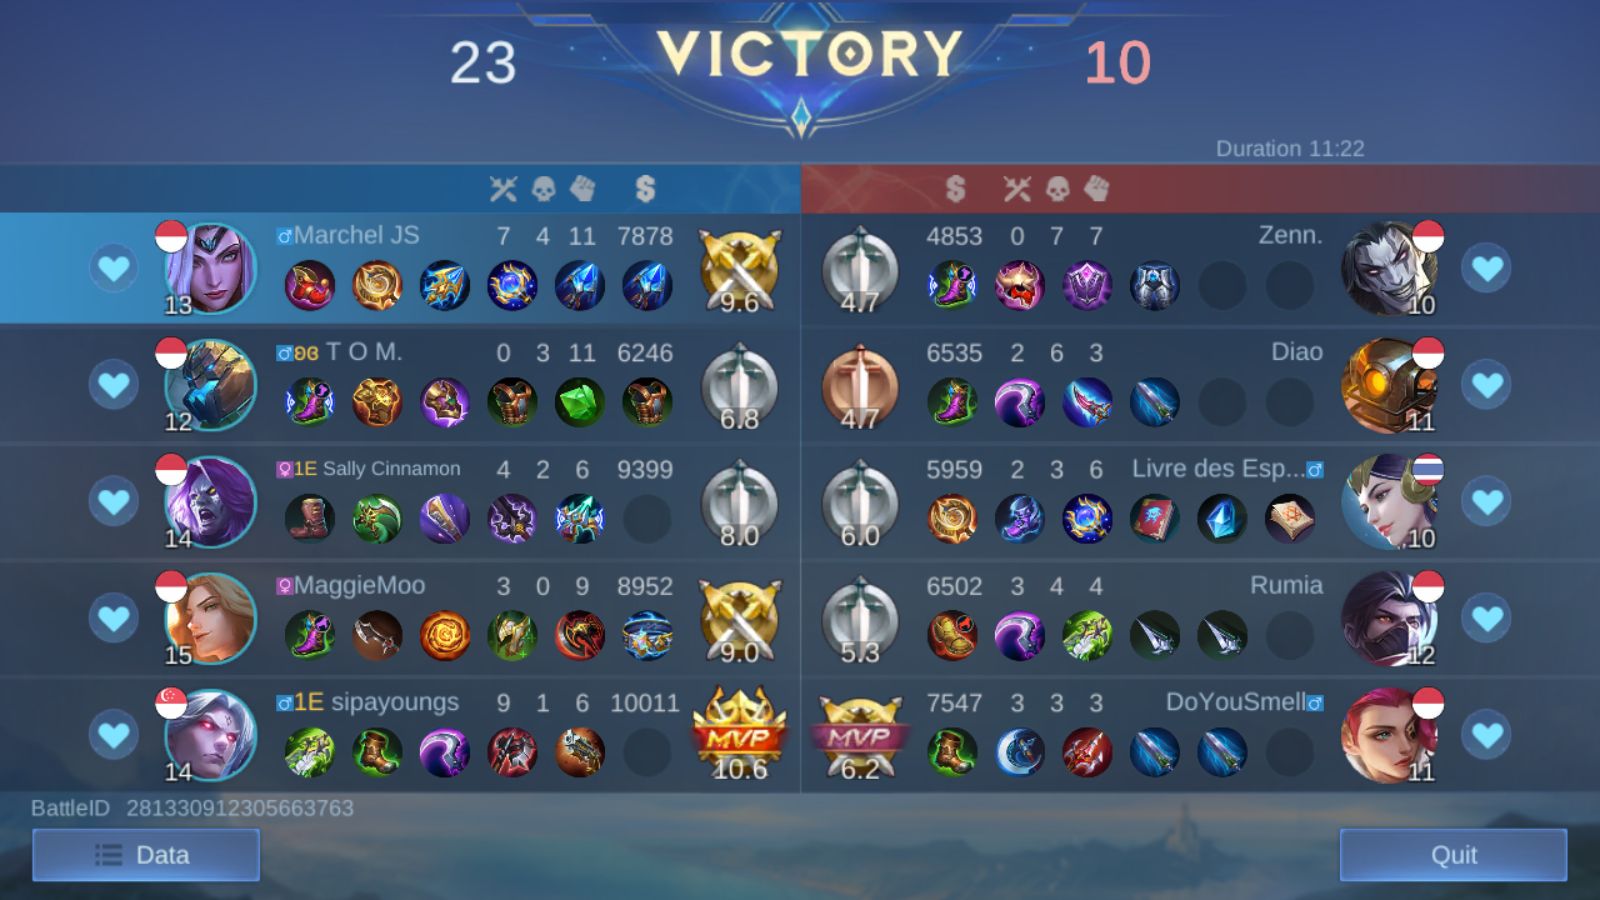 23 VICTORY 10
Duration 11:22
Marchel JS 7 4 11 7878 9.6 13
4.7 4853 0 7 7 Zenn. 10
T O M. 0 3 11 6246 6.8 12
4.7 6535 2 6 3 Diao 11
1E Sally Cinnamon 4 2 6 9399 8.0 14
6.0 5959 2 3 6 Livre des Esp... 10
MaggieMoo 3 0 9 8952 9.0 15
5.3 6502 3 4 4 Rumia 12
1E sipayoungs 9 1 6 10011 MVP 10.6 14
MVP 6.2 7547 3 3 3 DoYouSmell 11
BattleID 281330912305663763
Data
Quit